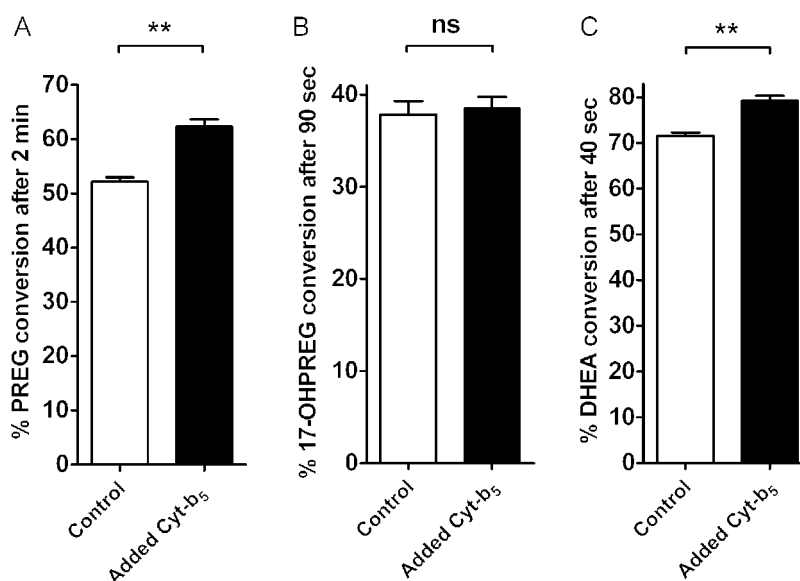 A
**
% PREG conversion after 2 min
70
60
50
40
30
20
10
0
Control
Added Cyt-b₅
B
ns
% 17-OHPREG conversion after 90 sec
40
30
20
10
0
Control
Added Cyt-b₅
C
**
% DHEA conversion after 40 sec
80
70
60
50
40
30
20
10
0
Control
Added Cyt-b₅